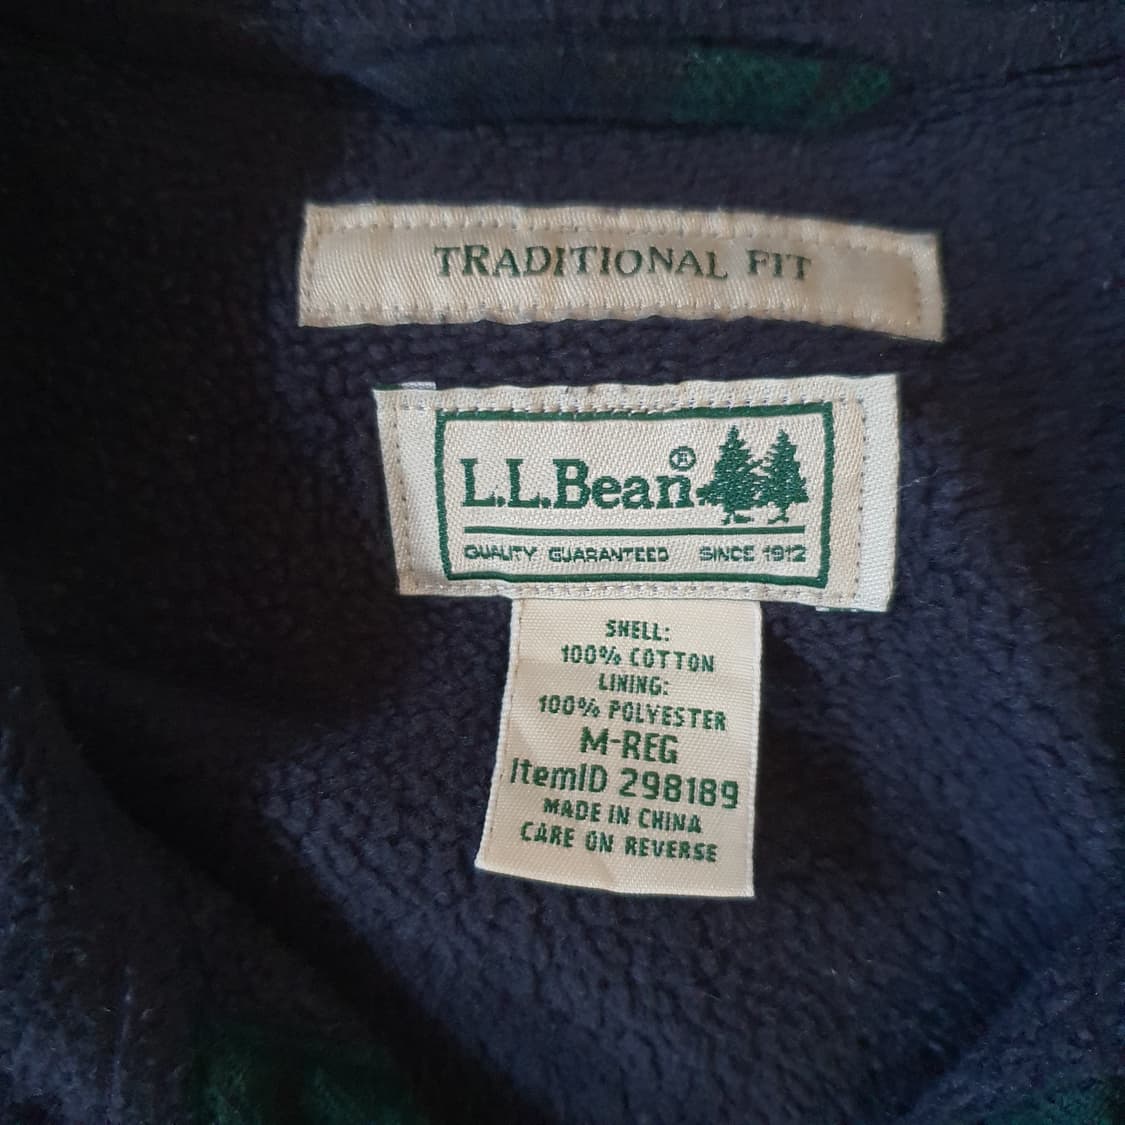 TRADITIONAL FIT
L.L.Bean®
QUALITY GUARANTEED SINCE 1912
SHELL:
100% COTTON
LINING:
100% POLYESTER
M-REG
ItemID 298189
MADE IN CHINA
CARE ON REVERSE